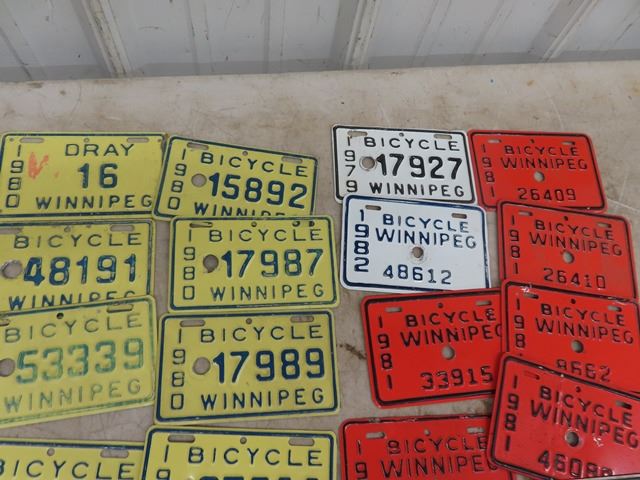 1980
DRAY
16
WINNIPEG
1980
BICYCLE
15892
WINNIPEG
1979
BICYCLE
17927
WINNIPEG
1981
BICYCLE
WINNIPEG
26409
BICYCLE
48191
WINNIPEG
1980
BICYCLE
17987
WINNIPEG
1982
BICYCLE
WINNIPEG
48612
1981
BICYCLE
WINNIPEG
26410
BICYCLE
53339
WINNIPEG
1980
BICYCLE
17989
WINNIPEG
1981
BICYCLE
WINNIPEG
33915
BICYCLE
WINNIPEG
1981
BICYCLE
WINNIPEG
BICYCLE
BICYCLE
BICYCLE
WINNIPEG